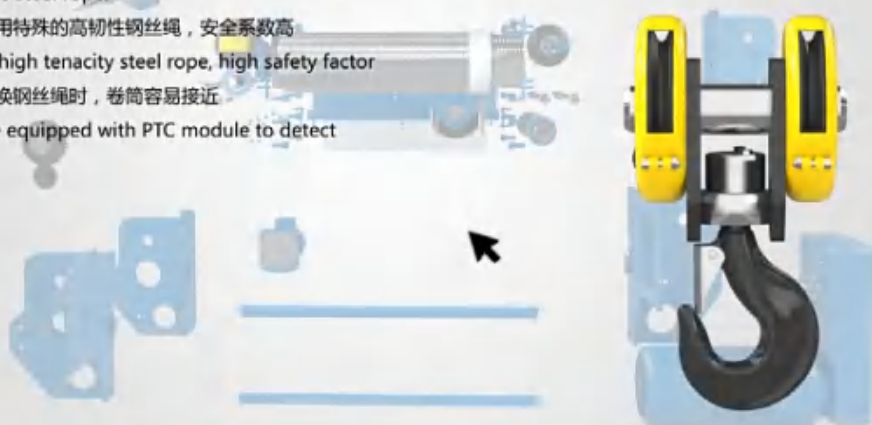 用特殊的高韧性钢丝绳，安全系数高
high tenacity steel rope, high safety factor
换钢丝绳时，卷筒容易接近
equipped with PTC module to detect